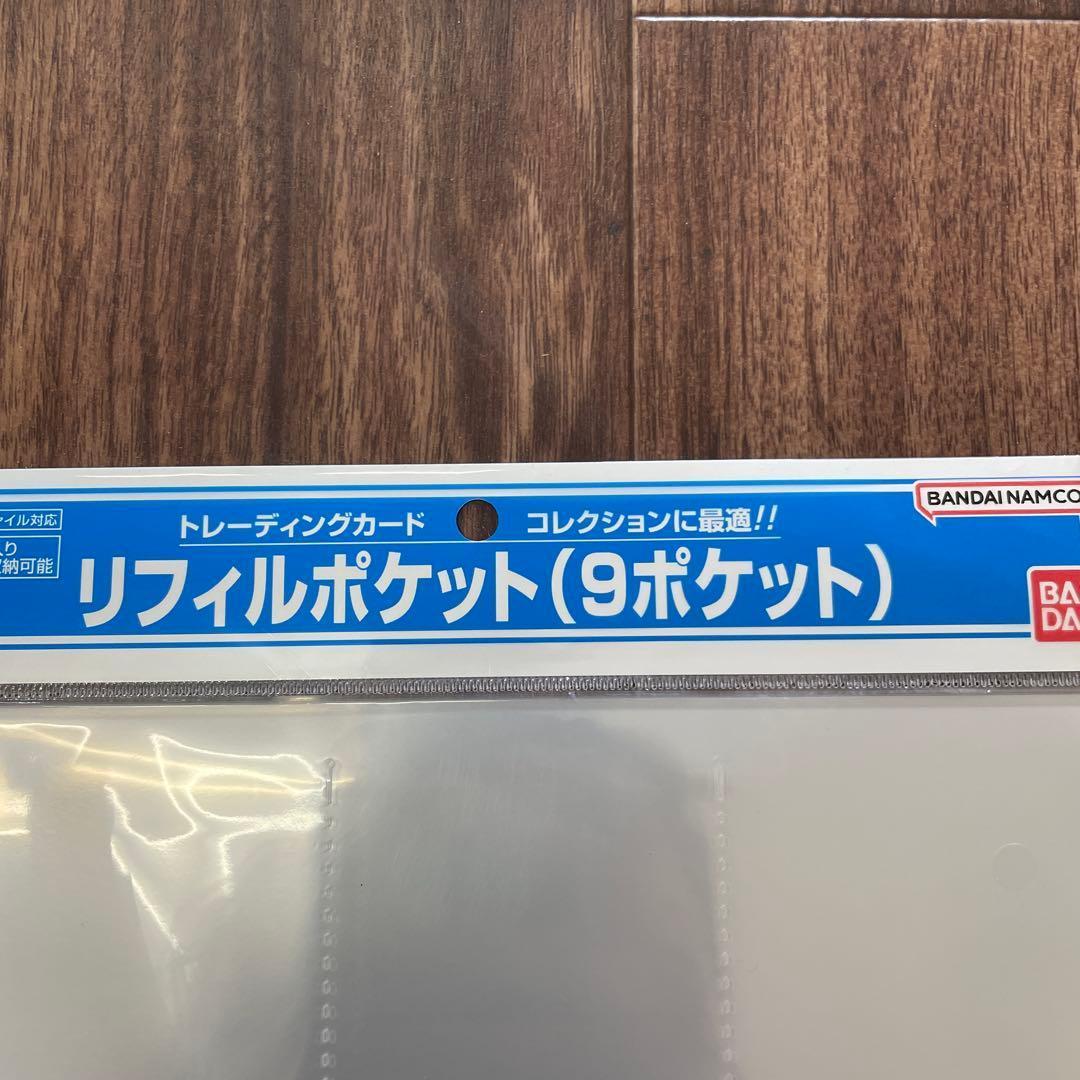 ァイル対応
入り
収納可能
トレーディングカード コレクションに最適!!
リフィルポケット(9ポケット)
BANDAI NAMCO
BA
DA